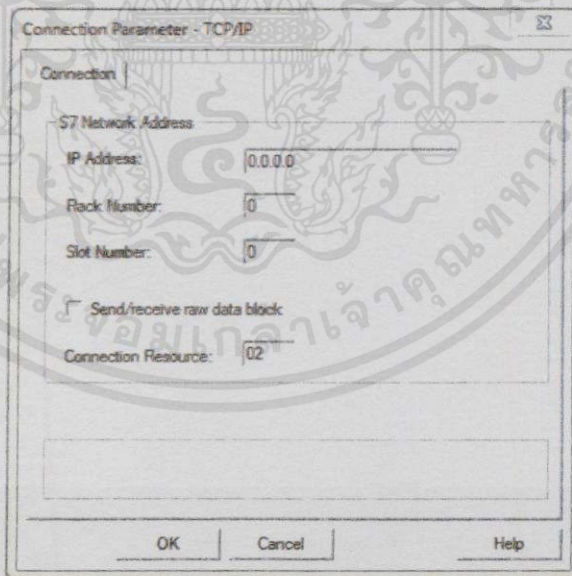 Connection Parameter - TCP/IP
Connection
S7 Network Address
IP Address: 0.0.0.0
Rack Number: 0
Slot Number: 0
Send/receive raw data block
Connection Resource: 02
OK Cancel Help